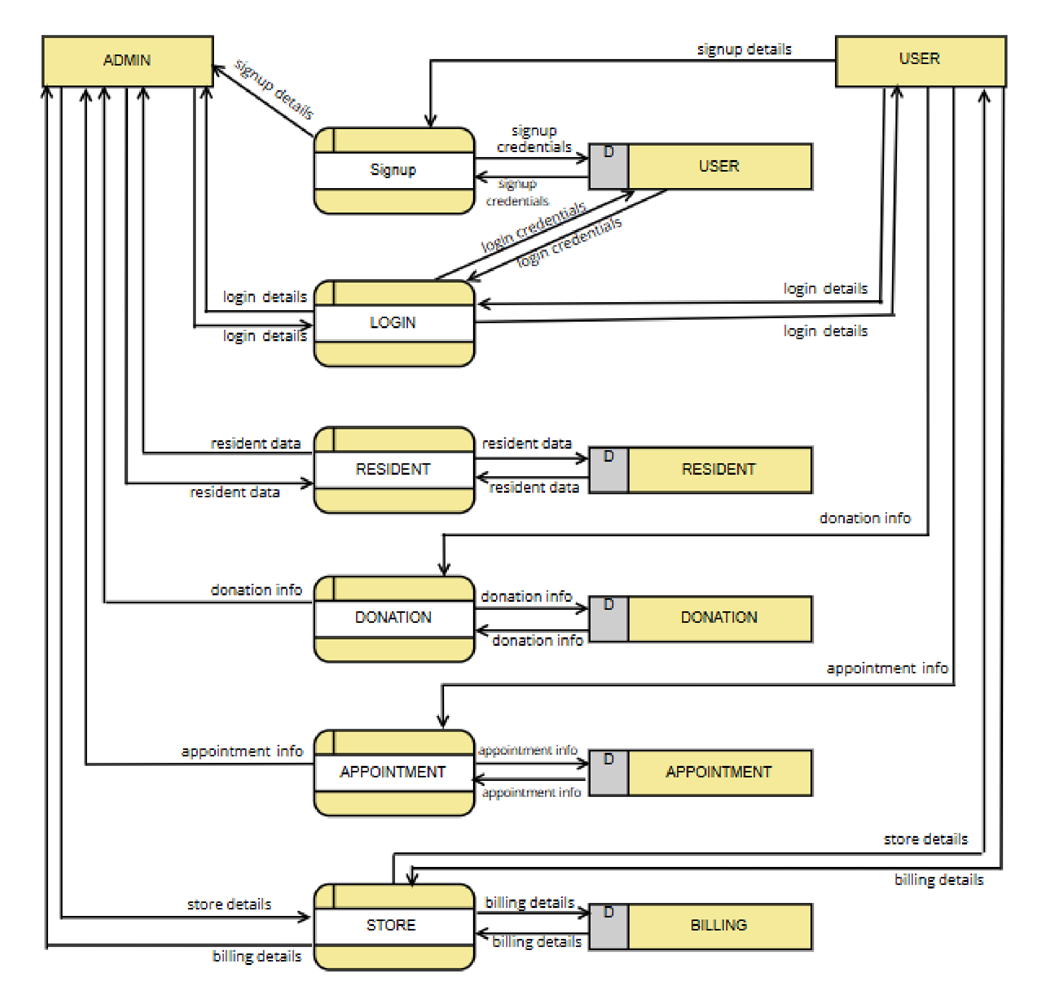 ADMIN
signup details
USER
signup details
signup
credentials
D
USER
Signup
signup
credentials
login credentials
login credentials
login details
login details
LOGIN
login details
login details
resident data
resident data
D
RESIDENT
RESIDENT
resident data
resident data
donation info
donation info
donation info
D
DONATION
DONATION
donation info
appointment info
appointment info
appointment info
D
APPOINTMENT
APPOINTMENT
appointment info
store details
billing details
store details
billing details
D
STORE
BILLING
billing details
billing details